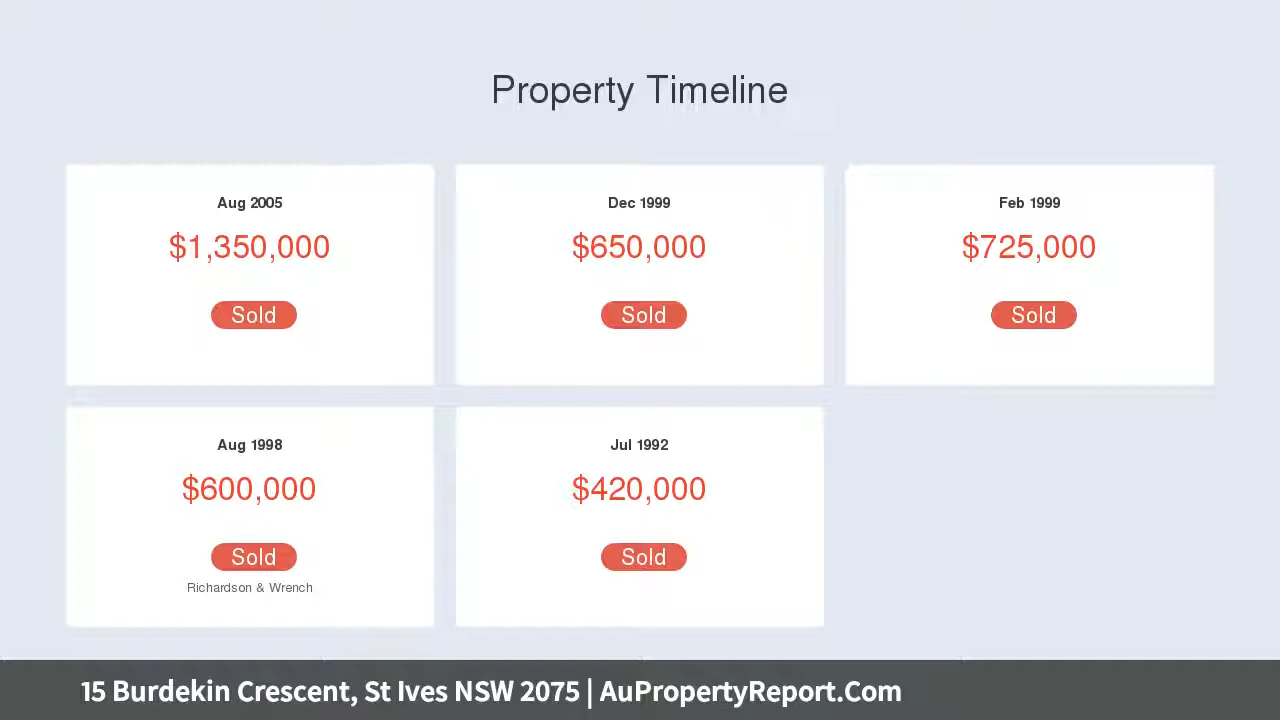 Property Timeline
Aug 2005
$1,350,000
Sold
Dec 1999
$650,000
Sold
Feb 1999
$725,000
Sold
Aug 1998
$600,000
Sold
Richardson & Wrench
Jul 1992
$420,000
Sold
15 Burdekin Crescent, St Ives NSW 2075 | AuPropertyReport.Com